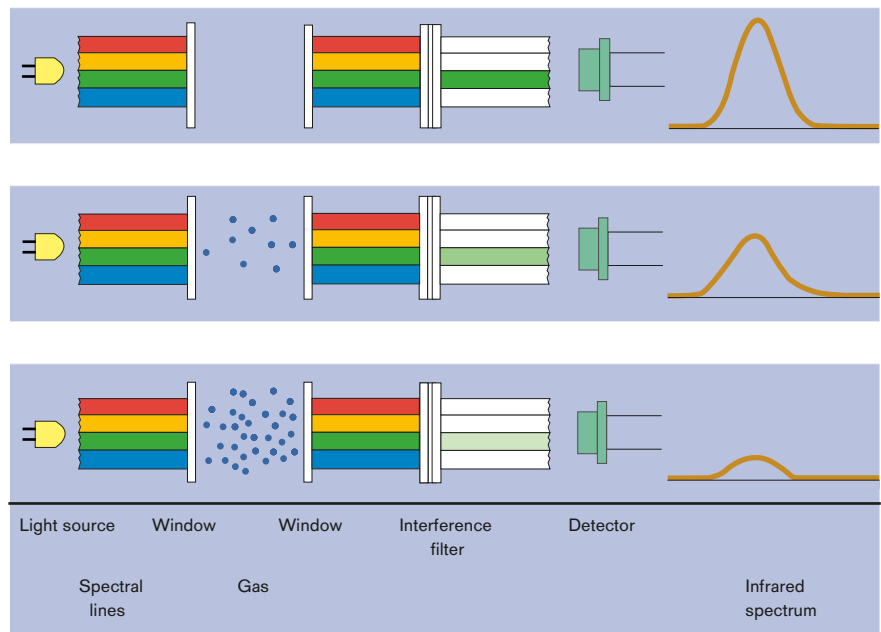 Light source
Window
Window
Interference
filter
Detector
Spectral
lines
Gas
Infrared
spectrum